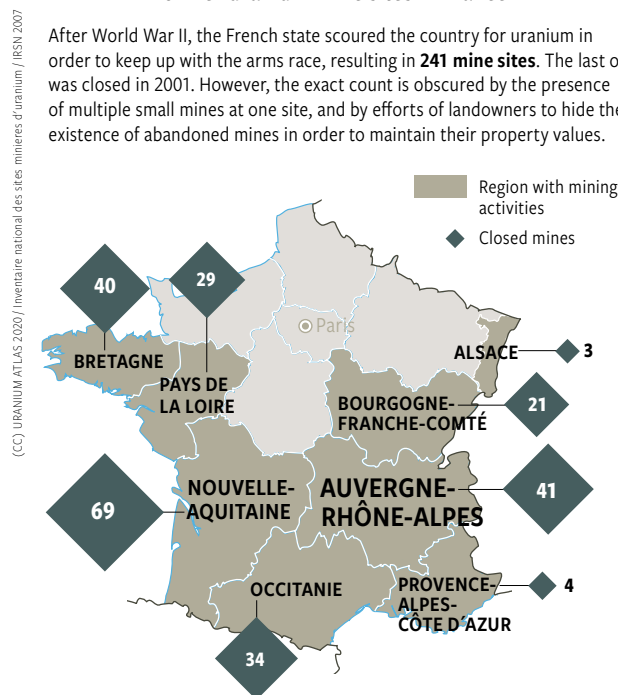 After World War II, the French state scoured the country for uranium in
order to keep up with the arms race, resulting in 241 mine sites. The last
was closed in 2001. However, the exact count is obscured by the presence
of multiple small mines at one site, and by efforts of landowners to hide
existence of abandoned mines in order to maintain their property values.
(CC) URANIUM ATLAS 2020 / Inventaire national des sites minieres d'uranium / IRSN 2007
Region with mining
activities
Closed mines
40
29
Paris
BRETAGNE
ALSACE
3
PAYS DE
LA LOIRE
BOURGOGNE-
FRANCHE-COMTÉ
21
69
NOUVELLE-
AQUITAINE
AUVERGNE-
RHÔNE-ALPES
41
OCCITANIE
PROVENCE-
ALPES-
CÔTE D'AZUR
4
34